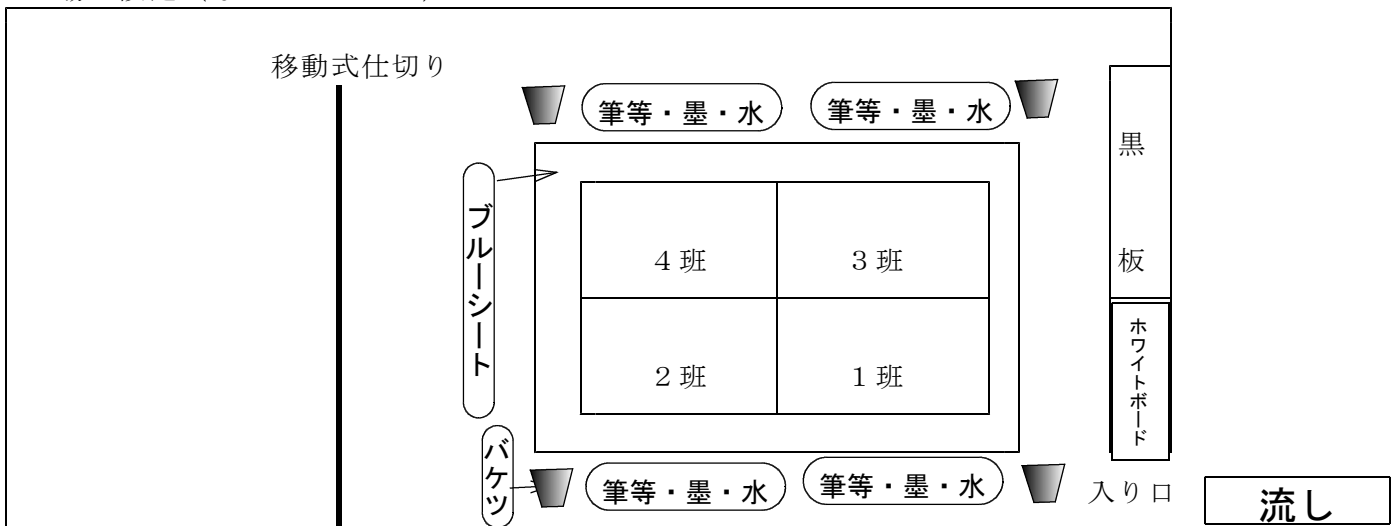 移動式仕切り
筆等・墨・水
筆等・墨・水
黒板
ブルーシート
４班
３班
２班
１班
ホワイトボード
バケツ
筆等・墨・水
筆等・墨・水
入り口
流し